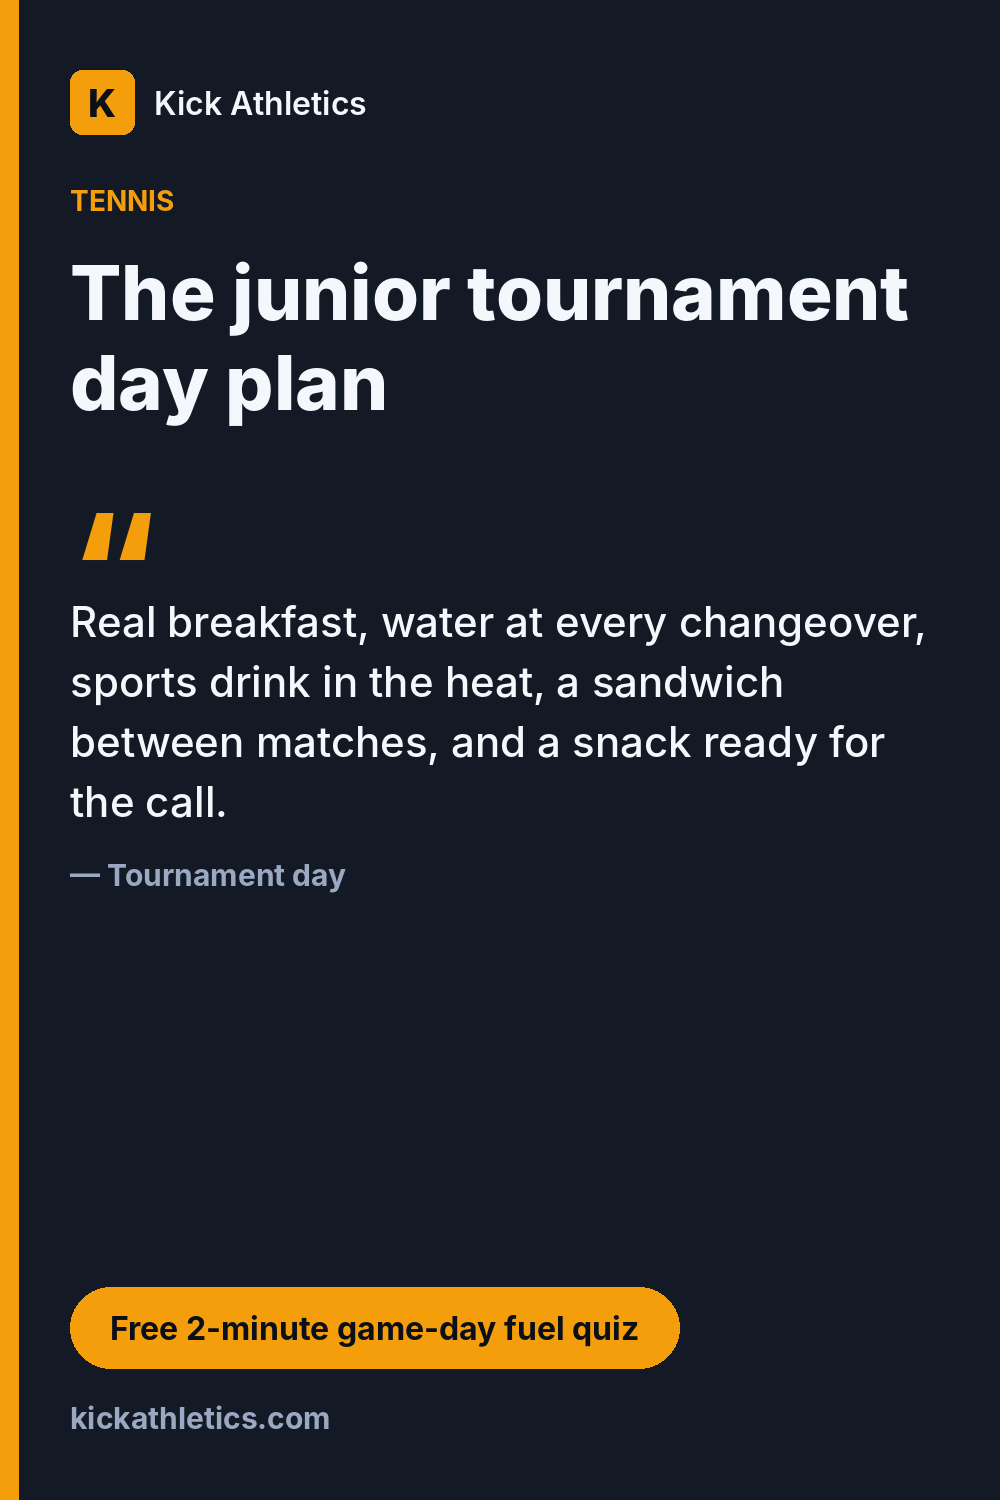 K
Kick Athletics
TENNIS
The junior tournament
day plan
"
Real breakfast, water at every changeover,
sports drink in the heat, a sandwich
between matches, and a snack ready for
the call.
— Tournament day
Free 2-minute game-day fuel quiz
kickathletics.com